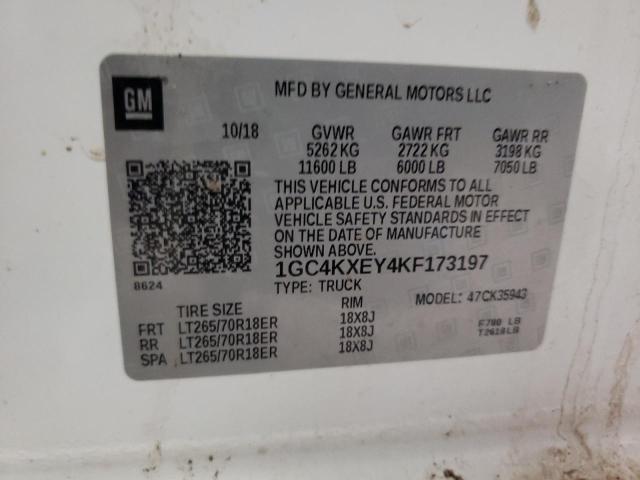 GM
MFD BY GENERAL MOTORS LLC
10/18 GVWR GAWR FRT GAWR RR
5262 KG 2722 KG 3198 KG
11600 LB 6000 LB 7050 LB
THIS VEHICLE CONFORMS TO ALL
APPLICABLE U.S. FEDERAL MOTOR
VEHICLE SAFETY STANDARDS IN EFFECT
ON THE DATE OF MANUFACTURE
SHOWN ABOVE.
1GC4KXEY4KF173197
8624
TYPE: TRUCK MODEL: 47CK35943
TIRE SIZE RIM
FRT LT265/70R18ER 18X8J
RR LT265/70R18ER 18X8J
SPA LT265/70R18ER 18X8J
F780 LB
T2618LB